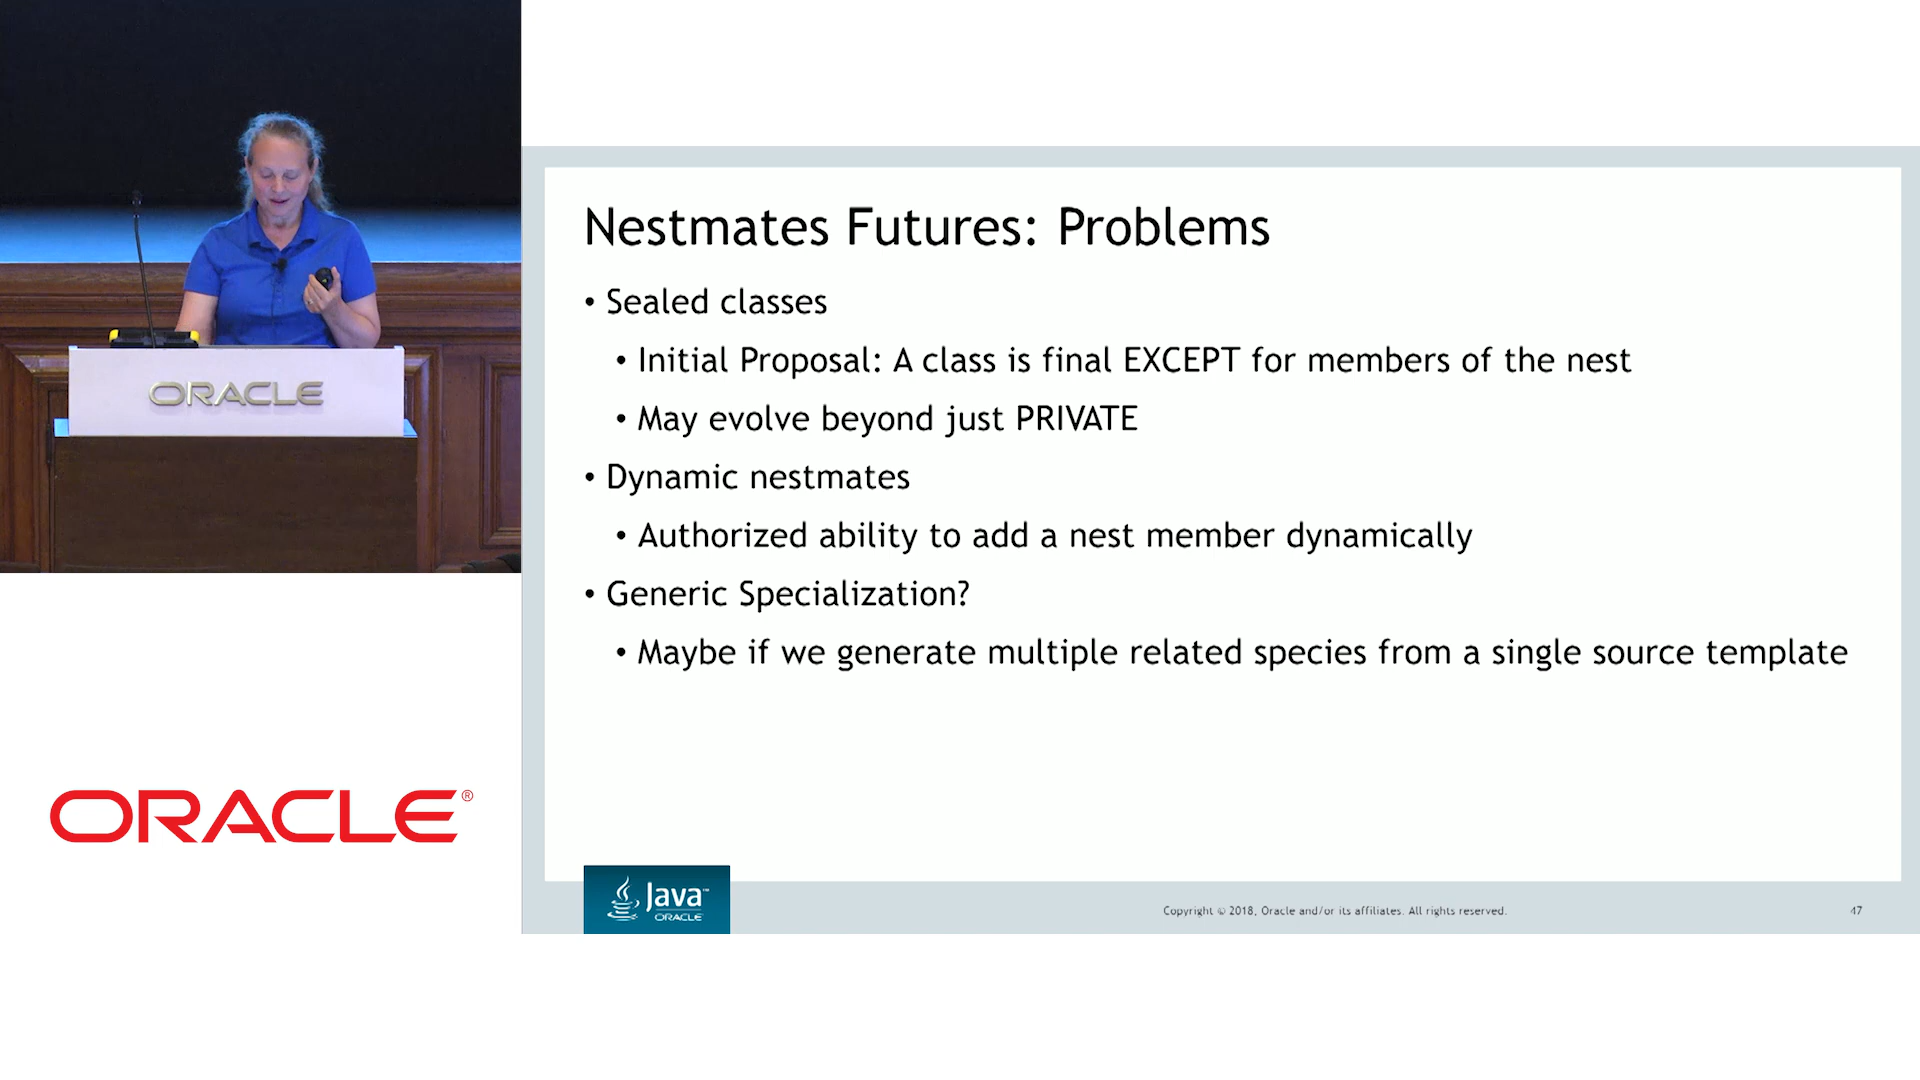 ORACLE
ORACLE®
Nestmates Futures: Problems
• Sealed classes
• Initial Proposal: A class is final EXCEPT for members of the nest
• May evolve beyond just PRIVATE
• Dynamic nestmates
• Authorized ability to add a nest member dynamically
• Generic Specialization?
• Maybe if we generate multiple related species from a single source template
Java™
ORACLE
Copyright © 2018, Oracle and/or its affiliates. All rights reserved.
47